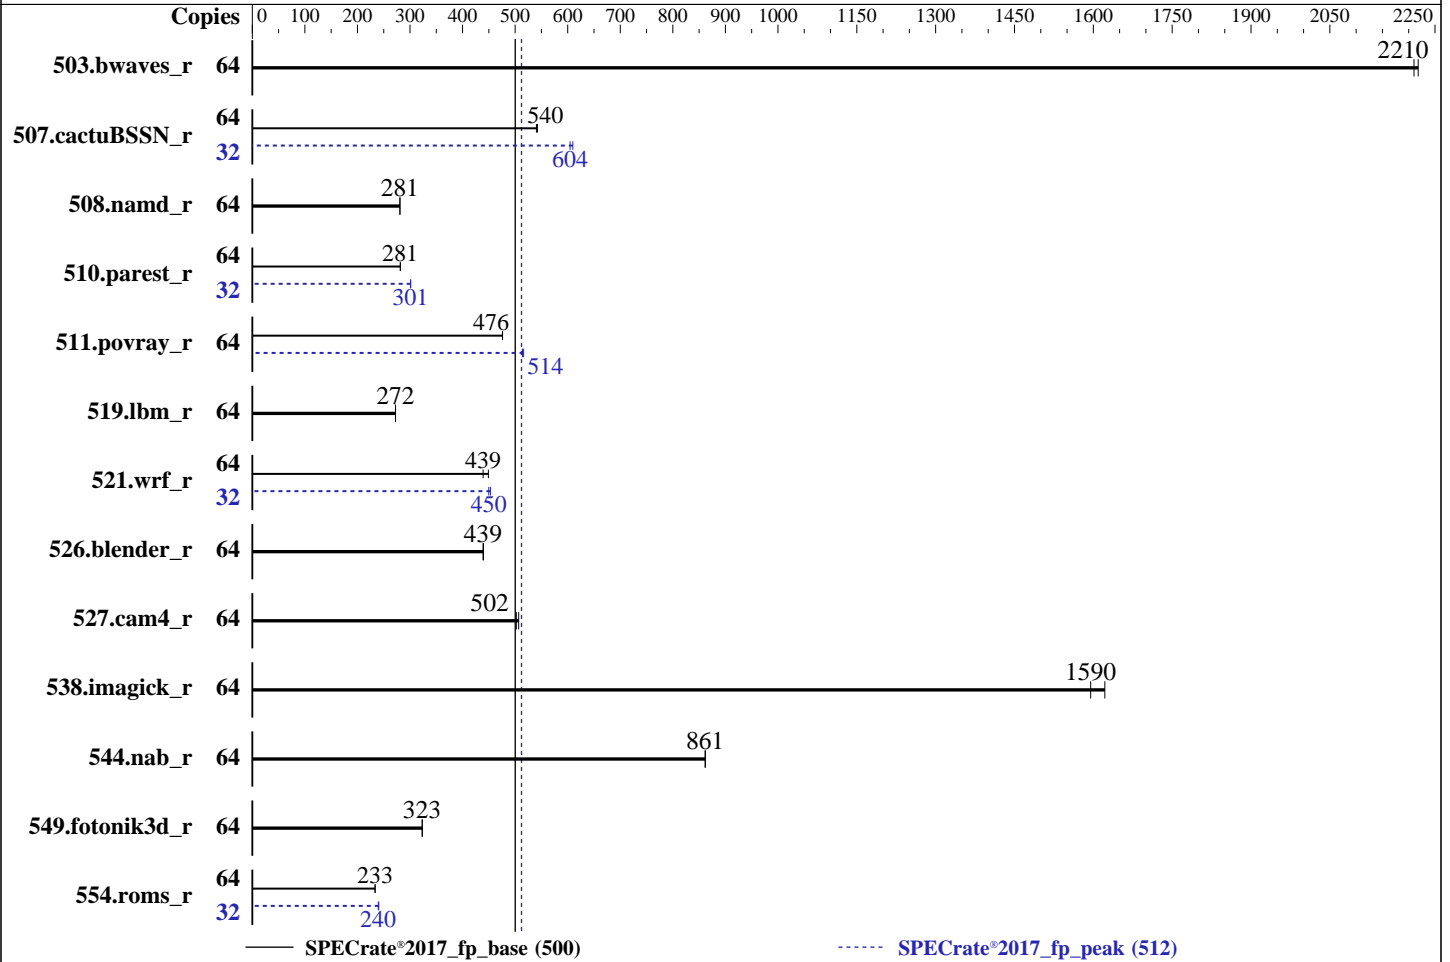 Copies 0 100 200 300 400 500 600 700 800 900 1000 1150 1300 1450 1600 1750 1900 2050 2250
503.bwaves_r 64 2210
507.cactuBSSN_r 64 540
32 604
508.namd_r 64 281
510.parest_r 64 281
32 301
511.povray_r 64 476
514
519.lbm_r 64 272
521.wrf_r 64 439
32 450
526.blender_r 64 439
527.cam4_r 64 502
538.imagick_r 64 1590
544.nab_r 64 861
549.fotonik3d_r 64 323
554.roms_r 64 233
32 240
SPECrate®2017_fp_base (500) SPECrate®2017_fp_peak (512)